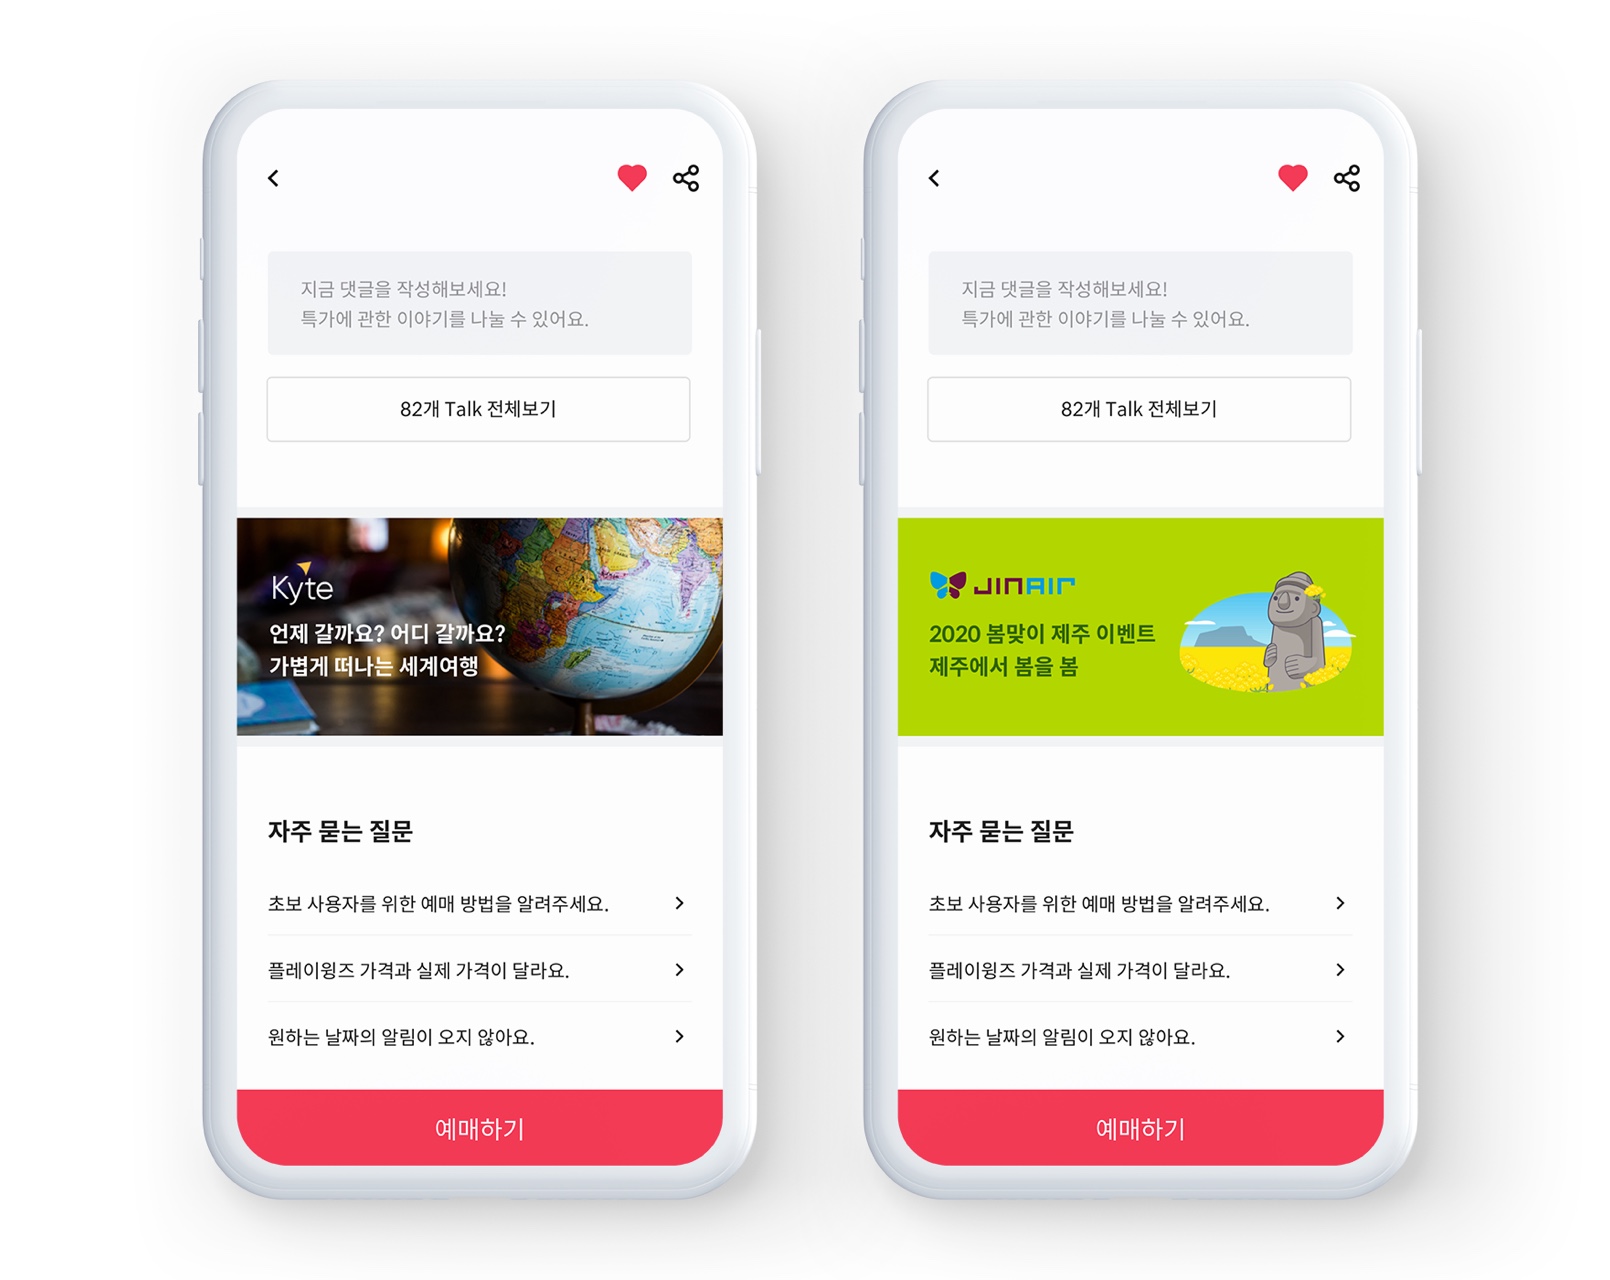 지금 댓글을 작성해보세요!
특가에 관한 이야기를 나눌 수 있어요.
82개 Talk 전체보기
Kyte
언제 갈까요? 어디 갈까요?
가볍게 떠나는 세계여행
자주 묻는 질문
초보 사용자를 위한 예매 방법을 알려주세요.
플레이윙즈 가격과 실제 가격이 달라요.
원하는 날짜의 알림이 오지 않아요.
예매하기
지금 댓글을 작성해보세요!
특가에 관한 이야기를 나눌 수 있어요.
82개 Talk 전체보기
JINAIR
2020 봄맞이 제주 이벤트
제주에서 봄을 봄
자주 묻는 질문
초보 사용자를 위한 예매 방법을 알려주세요.
플레이윙즈 가격과 실제 가격이 달라요.
원하는 날짜의 알림이 오지 않아요.
예매하기